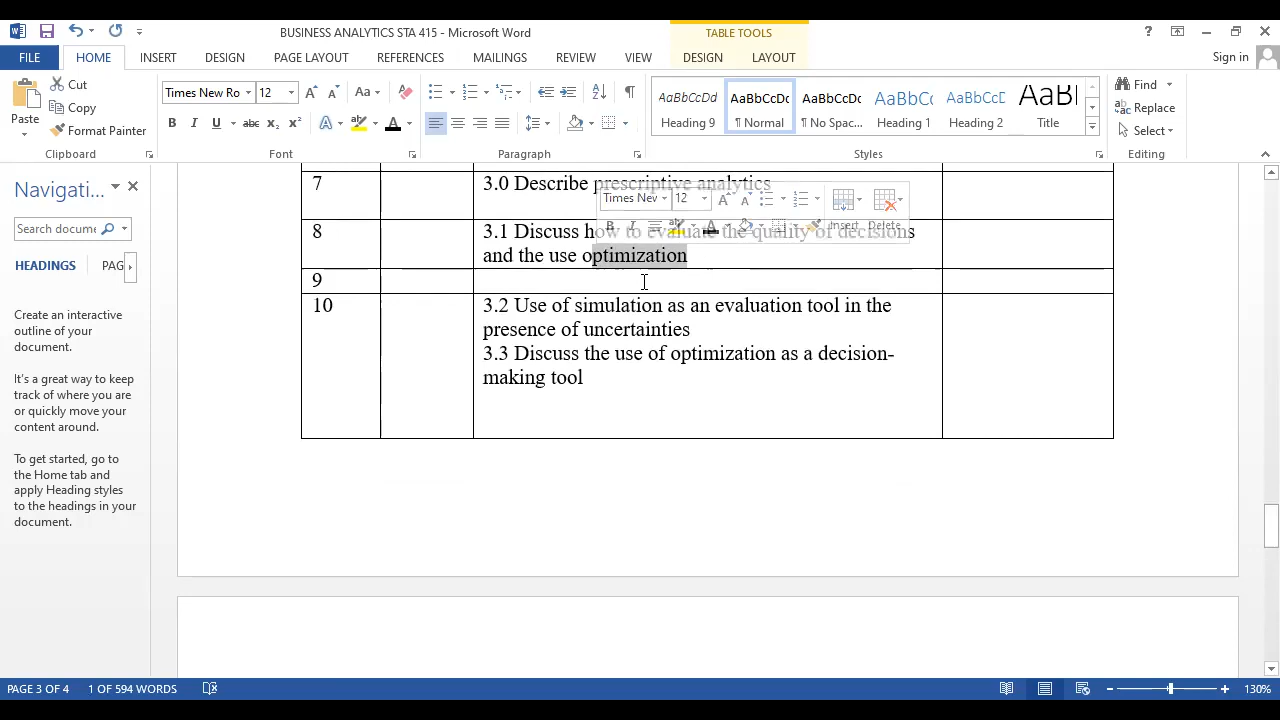 BUSINESS ANALYTICS STA 415 - Microsoft Word
TABLE TOOLS
FILE HOME INSERT DESIGN PAGE LAYOUT REFERENCES MAILINGS REVIEW VIEW DESIGN LAYOUT
Sign in
Paste
Cut
Copy
Format Painter
Clipboard
Times New Ro 12
Font
Paragraph
AaBbCcDd AaBbCcDc AaBbCcDc AaBbCc AaBbCcD AaBl
Heading 9 ¶ Normal ¶ No Spac... Heading 1 Heading 2 Title
Styles
Find
Replace
Select
Editing
Navigati...
Search docume
HEADINGS PAG
Create an interactive
outline of your
document.
It's a great way to keep
track of where you are
or quickly move your
content around.
To get started, go to
the Home tab and
apply Heading styles
to the headings in your
document.
7 3.0 Describe prescriptive analytics
Times Nev 12
Insert Delete
8 3.1 Discuss how to evaluate the quality of decisions
and the use optimization
9
10 3.2 Use of simulation as an evaluation tool in the
presence of uncertainties
3.3 Discuss the use of optimization as a decision-
making tool
PAGE 3 OF 4 1 OF 594 WORDS 130%